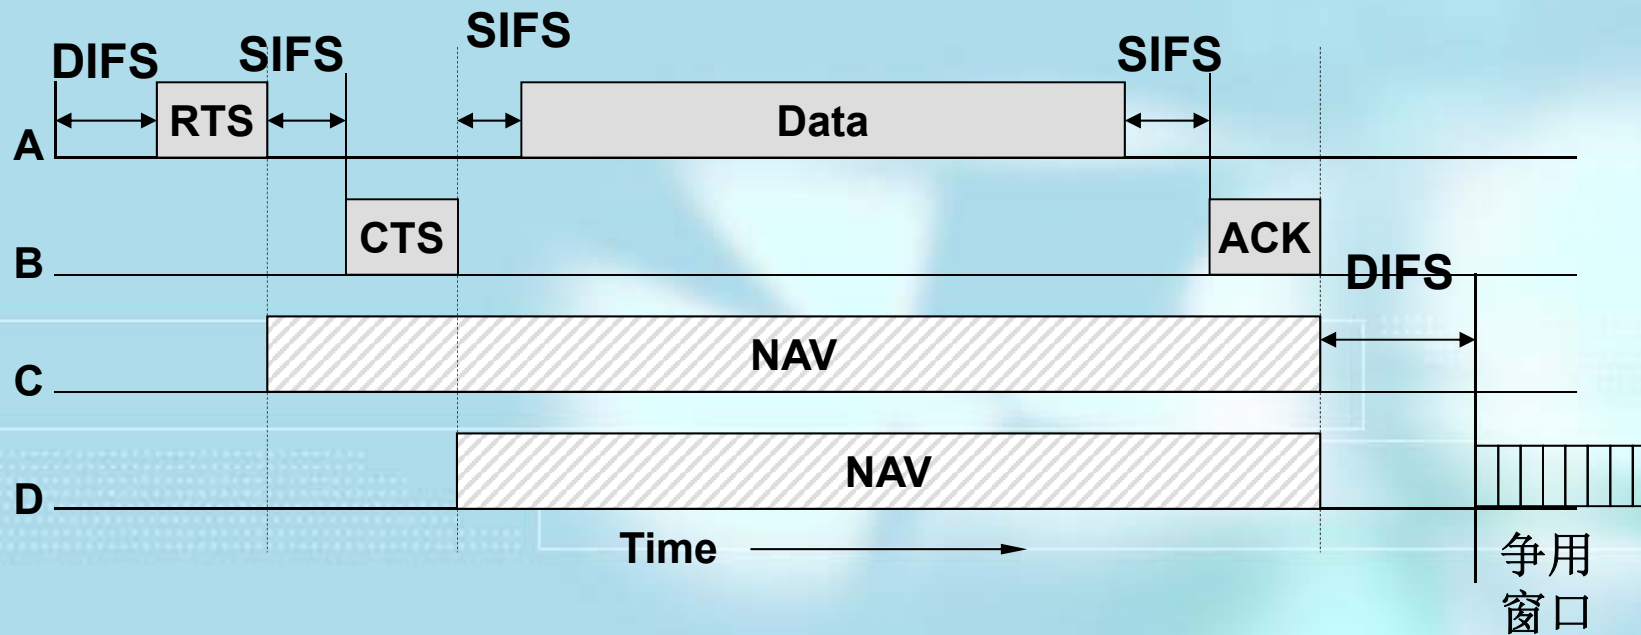 SIFS
DIFS SIFS SIFS
RTS Data
A
CTS ACK
B
DIFS
NAV
C
NAV
D
Time
争用
窗口